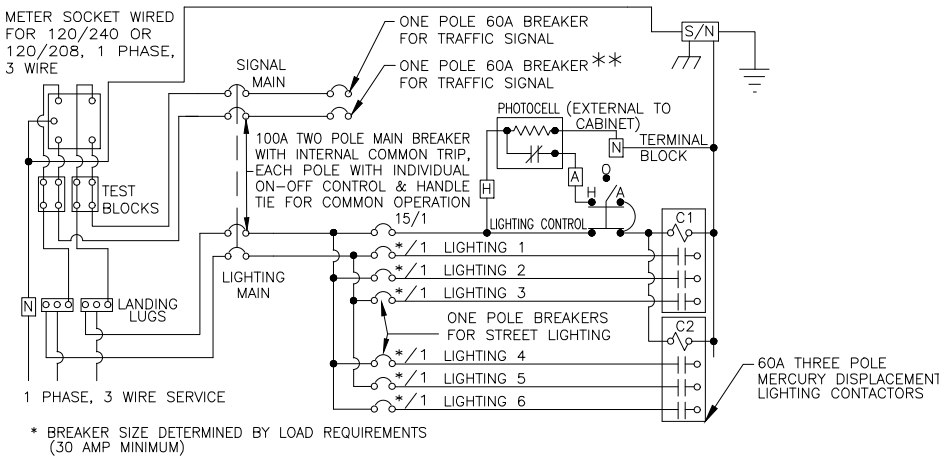 METER SOCKET WIRED
FOR 120/240 OR
120/208, 1 PHASE,
3 WIRE
SIGNAL
MAIN
ONE POLE 60A BREAKER
FOR TRAFFIC SIGNAL
ONE POLE 60A BREAKER**
FOR TRAFFIC SIGNAL
S/N
PHOTOCELL (EXTERNAL TO
CABINET)
N
TERMINAL
BLOCK
100A TWO POLE MAIN BREAKER
WITH INTERNAL COMMON TRIP,
EACH POLE WITH INDIVIDUAL
ON-OFF CONTROL & HANDLE
TIE FOR COMMON OPERATION
H
A
O
H A
TEST
BLOCKS
15/1
LIGHTING CONTROL
C1
*/1 LIGHTING 1
*/1 LIGHTING 2
*/1 LIGHTING 3
LIGHTING
MAIN
N
LANDING
LUGS
ONE POLE BREAKERS
FOR STREET LIGHTING
C2
*/1 LIGHTING 4
*/1 LIGHTING 5
*/1 LIGHTING 6
60A THREE POLE
MERCURY DISPLACEMENT
LIGHTING CONTACTORS
1 PHASE, 3 WIRE SERVICE
* BREAKER SIZE DETERMINED BY LOAD REQUIREMENTS
(30 AMP MINIMUM)